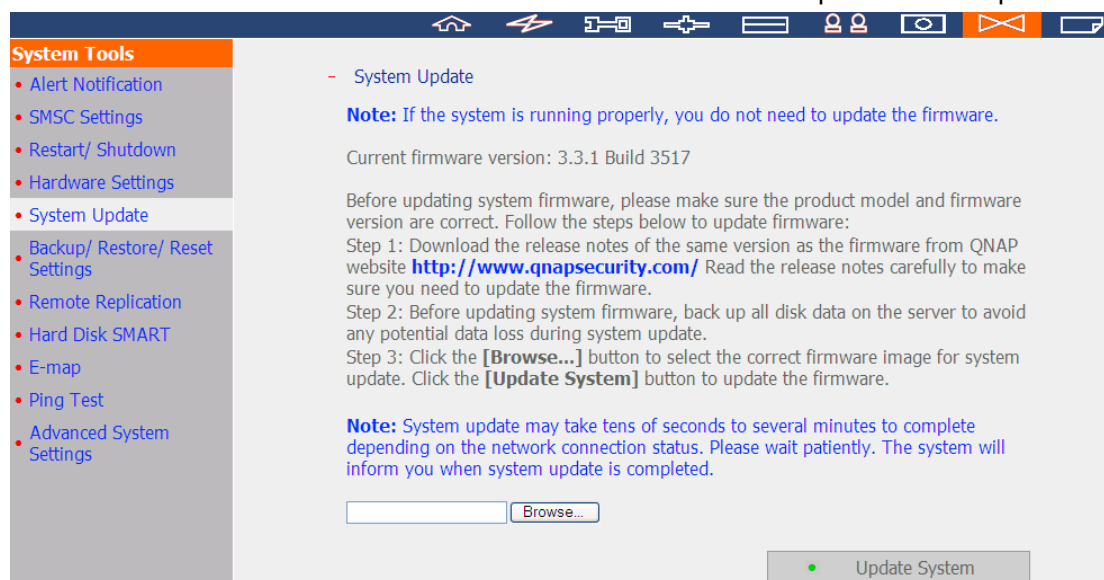 System Tools
Alert Notification
SMSC Settings
Restart/ Shutdown
Hardware Settings
System Update
Backup/ Restore/ Reset
Settings
Remote Replication
Hard Disk SMART
E-map
Ping Test
Advanced System
Settings
- System Update
Note: If the system is running properly, you do not need to update the firmware.
Current firmware version: 3.3.1 Build 3517
Before updating system firmware, please make sure the product model and firmware
version are correct. Follow the steps below to update firmware:
Step 1: Download the release notes of the same version as the firmware from QNAP
website http://www.qnapsecurity.com/ Read the release notes carefully to make
sure you need to update the firmware.
Step 2: Before updating system firmware, back up all disk data on the server to avoid
any potential data loss during system update.
Step 3: Click the [Browse...] button to select the correct firmware image for system
update. Click the [Update System] button to update the firmware.
Note: System update may take tens of seconds to several minutes to complete
depending on the network connection status. Please wait patiently. The system will
inform you when system update is completed.
Browse...
Update System